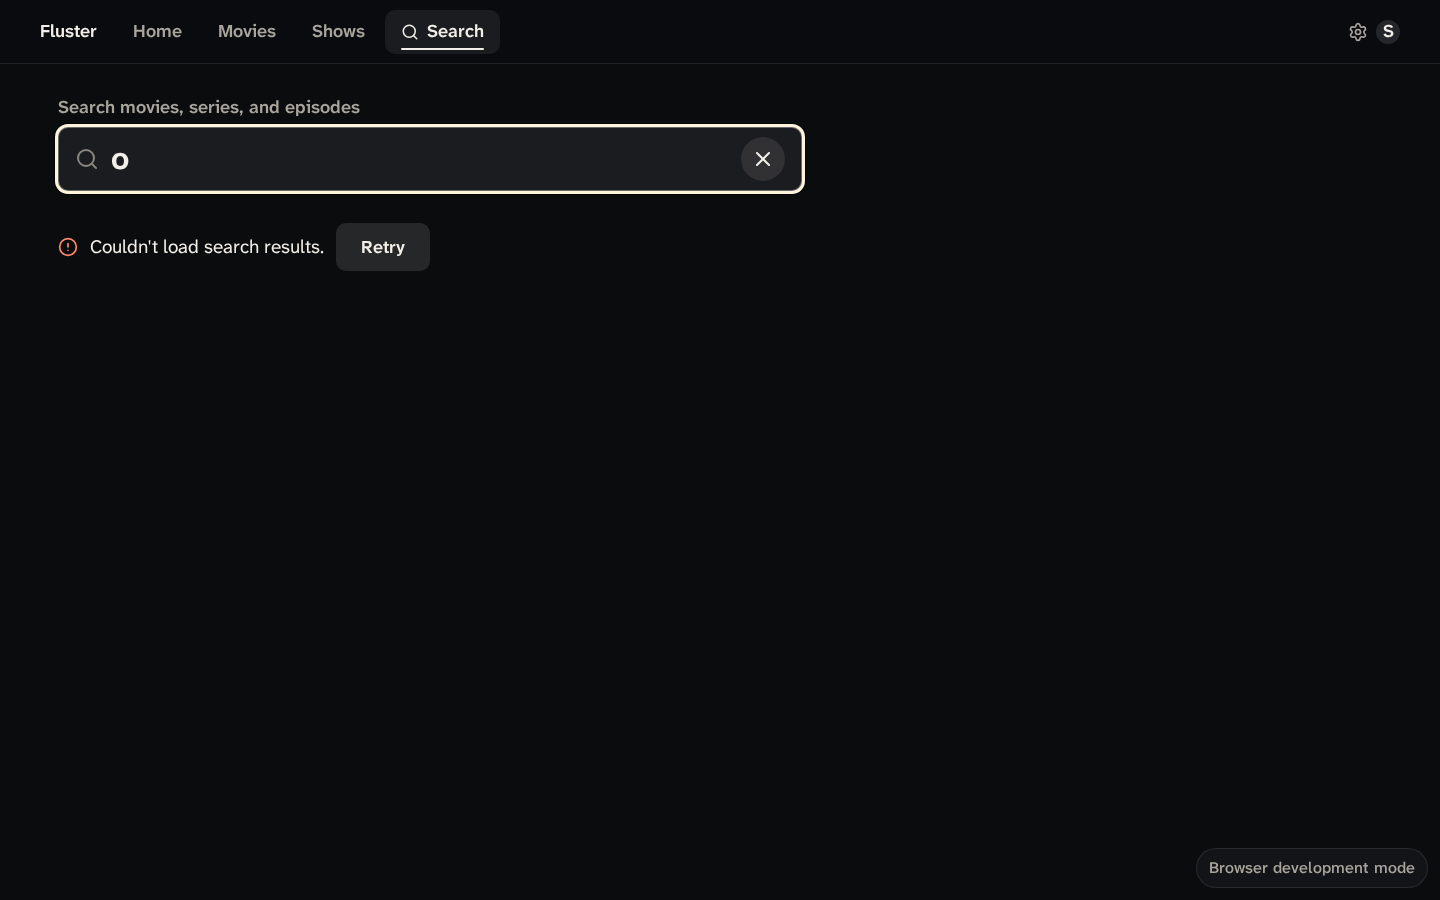 Fluster Home Movies Shows Search S
Search movies, series, and episodes
o
Couldn't load search results. Retry
Browser development mode